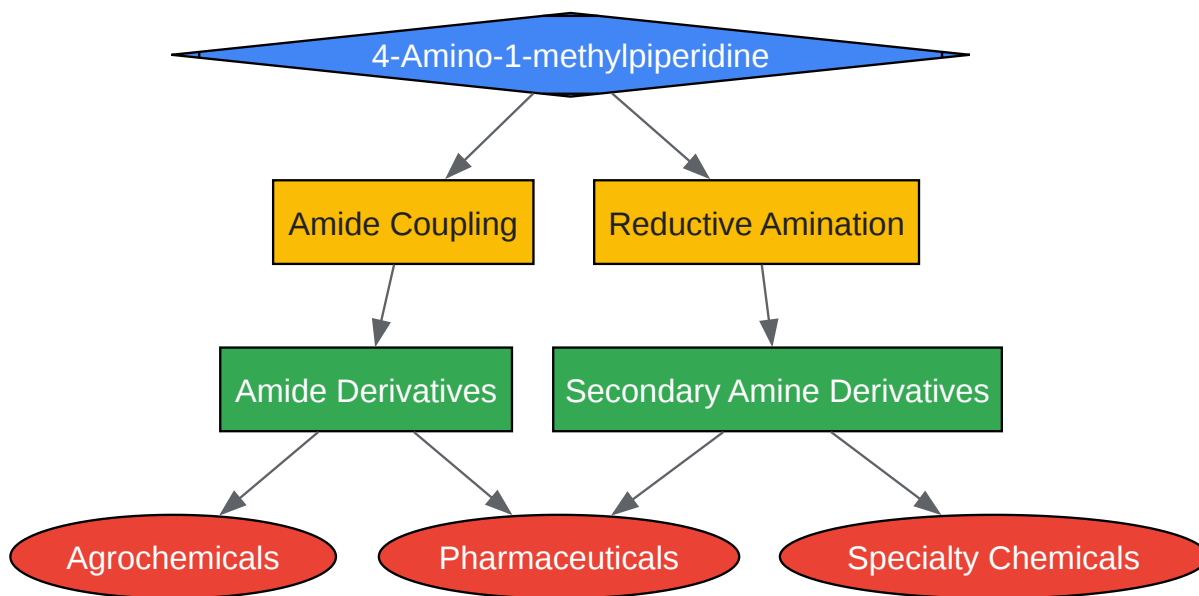 4-Amino-1-methylpiperidine
Amide Coupling
Reductive Amination
Amide Derivatives
Secondary Amine Derivatives
Agrochemicals
Pharmaceuticals
Specialty Chemicals